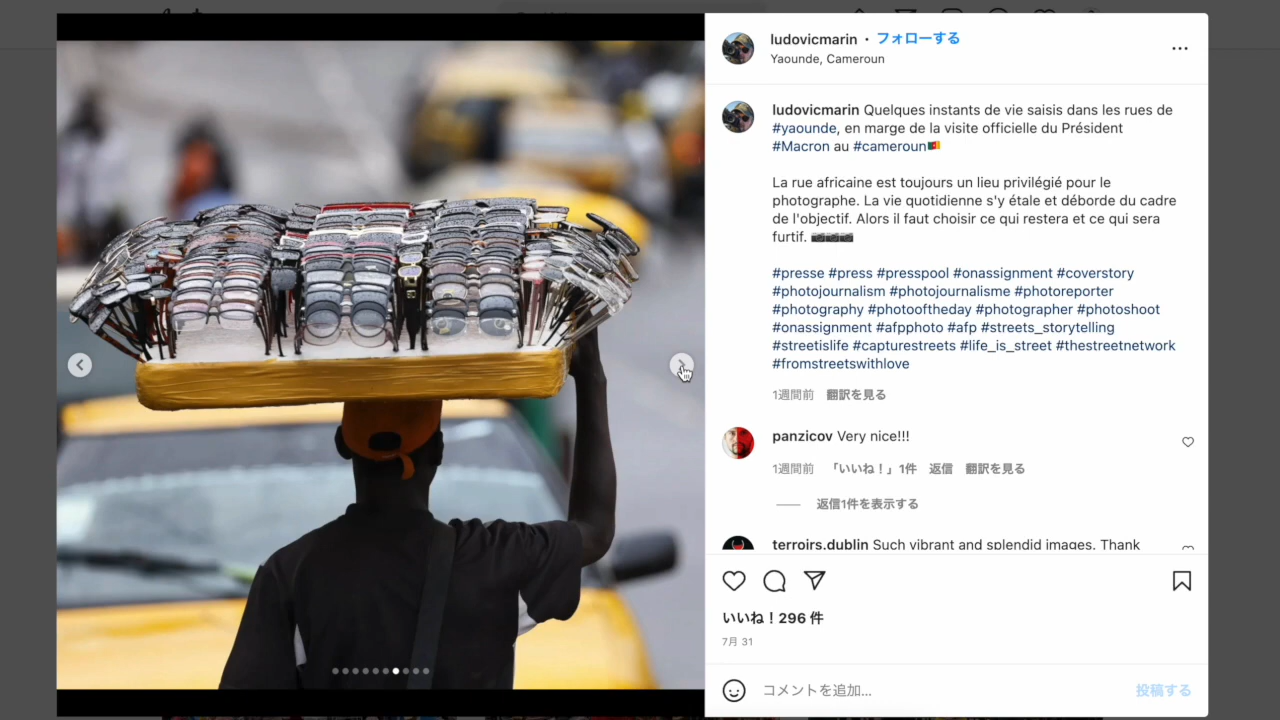 ludovicmarin • フォローする
Yaounde, Cameroun
ludovicmarin Quelques instants de vie saisis dans les rues de
#yaounde, en marge de la visite officielle du Président
#Macron au #cameroun🇨🇲
La rue africaine est toujours un lieu privilégié pour le
photographe. La vie quotidienne s'y étale et déborde du cadre
de l'objectif. Alors il faut choisir ce qui restera et ce qui sera
furtif. 🎞🎞🎞
#presse #press #presspool #onassignment #coverstory
#photojournalism #photojournalisme #photoreporter
#photography #photooftheday #photographer #photoshoot
#onassignment #afpphoto #afp #streets_storytelling
#streetislife #capturestreets #life_is_street #thestreetnetwork
#fromstreetswithlove
1週間前 翻訳を見る
panzicov Very nice!!!
1週間前 「いいね！」1件 返信 翻訳を見る
返信1件を表示する
terroirs.dublin Such vibrant and splendid images. Thank
いいね！296 件
7月 31
コメントを追加...
投稿する